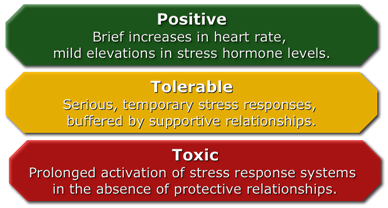 Positive
Brief increases in heart rate,
mild elevations in stress hormone levels.
Tolerable
Serious, temporary stress responses,
buffered by supportive relationships.
Toxic
Prolonged activation of stress response systems
in the absence of protective relationships.